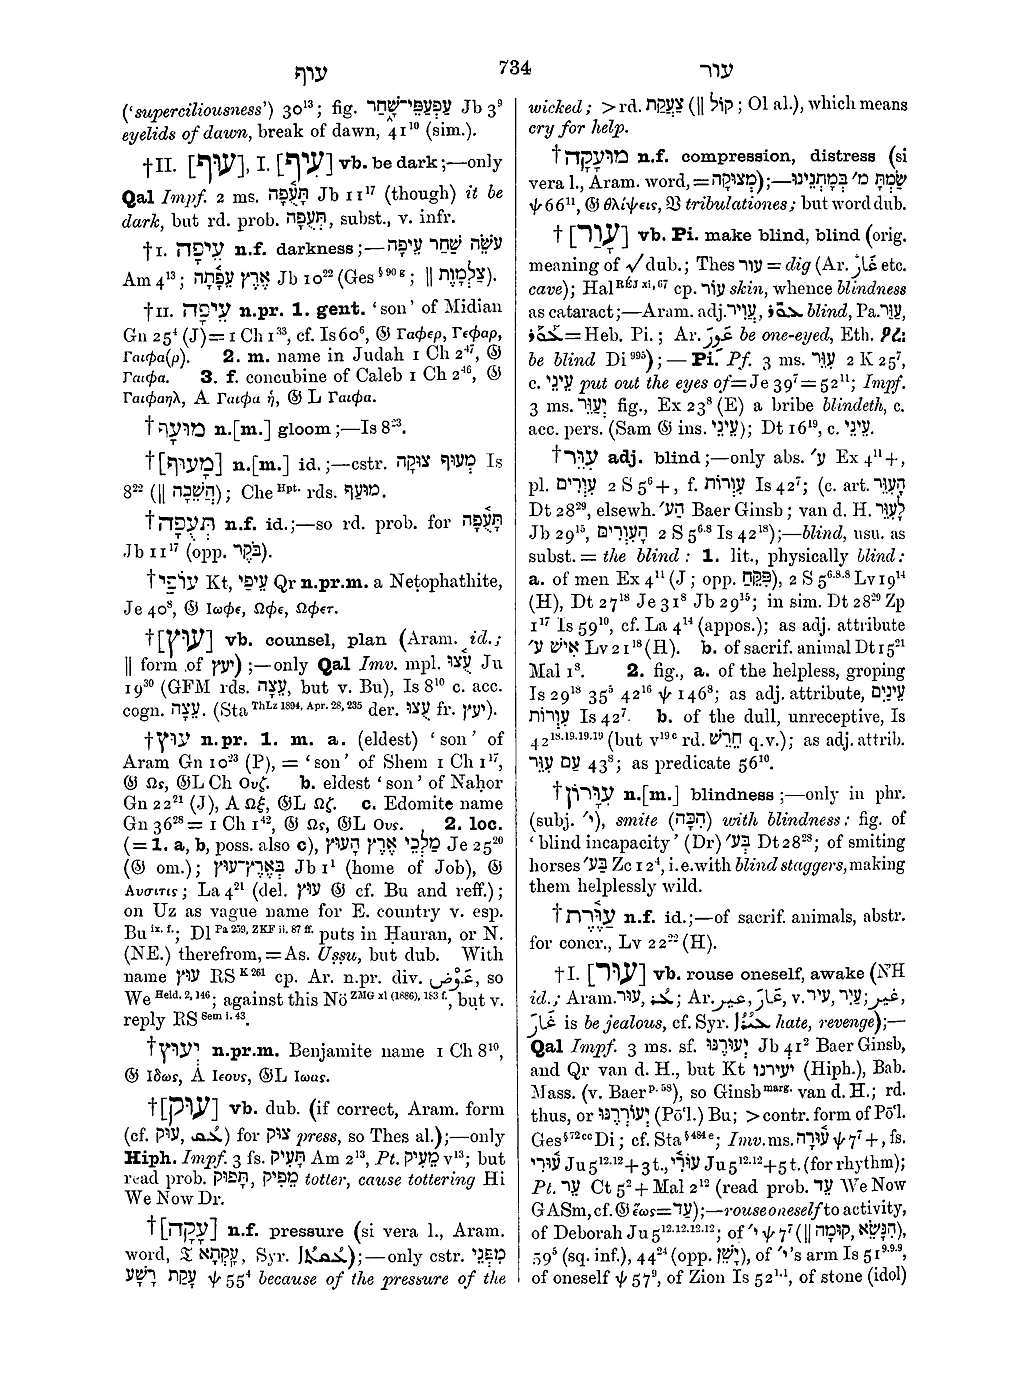 עוף
734
עור
(‘superciliousness’) 30¹³; fig. עַפְעַפֵּי־שָׁ֑חַר Jb 3⁹
eyelids of dawn, break of dawn, 41¹⁰ (sim.).
†II. [עוּף], I. [עִיף] vb. be dark;—only
Qal Impf. 2 ms. תָּעֻ֫פָה Jb 11¹⁷ (though) it be
dark, but rd. prob. תְּעֻפָה, subst., v. infr.
†I. עֵיפָה n.f. darkness;—עֹשֵׂה שַׁחַר עֵיפָה
Am 4¹³; אֶרֶץ עֵפָ֫תָה Jb 10²² (Ges § 90 g; ‖ צַלְמָוֶת).
†II. עֵיפָה n.pr. 1. gent. ‘son’ of Midian
Gn 25⁴ (J)=1 Ch 1³³, cf. Is 60⁶, 𝔊 Γαφερ, Γεφαρ,
Γαιφα(ρ). 2. m. name in Judah 1 Ch 2⁴⁷, 𝔊
Γαιφα. 3. f. concubine of Caleb 1 Ch 2⁴⁶, 𝔊
Γαιφαηλ, A Γαιφα ἡ, 𝔊 L Γαιφα.
†מוּעָף n.[m.] gloom;—Is 8²³.
†[מָעוּף] n.[m.] id.;—cstr. מְעוּף צוּקָה Is
8²² (‖ חֲשֵׁכָה); Che Hpt. rds. מוּעָף.
†תְּעֻפָה n.f. id.;—so rd. prob. for תָּעֻ֫פָה
Jb 11¹⁷ (opp. בֹּקֶר).
†עופי Kt, עֵיפַי Qr n.pr.m. a Neṭophathite,
Je 40⁸, 𝔊 Ιωφε, Ωφε, Ωφετ.
†[עוּץ] vb. counsel, plan (Aram. id.;
‖ form of יעץ);—only Qal Imv. mpl. עֻ֫צוּ Ju
19³⁰ (GFM rds. עֵצָה, but v. Bu), Is 8¹⁰ c. acc.
cogn. עֵצָה. (Sta ThLz 1894, Apr. 28, 235 der. עֻצוּ fr. יעץ).
†עוּץ n.pr. 1. m. a. (eldest) ‘son’ of
Aram Gn 10²³ (P), = ‘son’ of Shem 1 Ch 1¹⁷,
𝔊 Ως, 𝔊L Ch Ουζ. b. eldest ‘son’ of Naḥor
Gn 22²¹ (J), A Ωξ, 𝔊L Ωζ. c. Edomite name
Gn 36²⁸ = 1 Ch 1⁴², 𝔊 Ως, 𝔊L Ους. 2. loc.
(= 1. a, b, poss. also c), מַלְכֵי אֶרֶץ הָעוּץ Je 25²⁰
(𝔊 om.); בְּאֶֽרֶץ־עוּץ Jb 1¹ (home of Job), 𝔊
Αυσιτις; La 4²¹ (del. עוּץ 𝔊 cf. Bu and reff.);
on Uz as vague name for E. country v. esp.
Bu ix. f.; Dl Pa 259, ZKF ii. 87 ff. puts in Hauran, or N.
(NE.) therefrom, = As. Uṣṣu, but dub. With
name עוּץ RS K 261 cp. Ar. n.pr. div. عَوْض, so
We Heid. 2, 146; against this Nö ZMG xl (1886), 183 f., but v.
reply RS Sem i. 43.
†יְעוּץ n.pr.m. Benjamite name 1 Ch 8¹⁰,
𝔊 Ιδως, A Ιεους, 𝔊L Ιωας.
†[עוּק] vb. dub. (if correct, Aram. form
(cf. עוּק, ܥܳܩ) for צוּק press, so Thes al.);—only
Hiph. Impf. 3 fs. תָּעִיק Am 2¹³, Pt. מֵעִיק v¹³; but
read prob. תָּפוּק, מֵפִיק totter, cause tottering Hi
We Now Dr.
†[עָקָה] n.f. pressure (si vera l., Aram.
word, 𝔗 עָקְתָא, Syr. ܥܳܩܬܳܐ);—only cstr. מִפְּנֵי
עָקַת רָשָׁע ψ 55⁴ because of the pressure of the
wicked; >rd. צַעֲקַת (‖ קוֹל; Ol al.), which means
cry for help.
†מוּעָקָה n.f. compression, distress (si
vera l., Aram. word,=מְצוּקָה);—שַׂמְתָּ מ׳ בְמָתְנֵינוּ
ψ 66¹¹, 𝔊 θλίψεις, 𝔙 tribulationes; but word dub.
†[עָוַר] vb. Pi. make blind, blind (orig.
meaning of √ dub.; Thes עור = dig (Ar. غَارَ etc.
cave); Hal RÉJ xi, 67 cp. עוֹר skin, whence blindness
as cataract;—Aram. adj. עֲוִיר, ܥܘܺܝܪܳܐ blind, Pa. עַוֵּר,
ܥܰܘܰܪ=Heb. Pi.; Ar. عَوِرَ be one-eyed, Eth. ዖረ:
be blind Di 995);—Pi. Pf. 3 ms. עִוֵּר 2 K 25⁷,
c. עֵינֵי put out the eyes of=Je 39⁷=52¹¹; Impf.
3 ms. יְעַוֵּר fig., Ex 23⁸ (E) a bribe blindeth, c.
acc. pers. (Sam 𝔊 ins. עֵינֵי); Dt 16¹⁹, c. עֵינֵי.
†עִוֵּר adj. blind;—only abs. ע׳ Ex 4¹¹+,
pl. עִוְרִים 2 S 5⁶+, f. עִוְרוֹת Is 42⁷; (c. art. הָעִוֵּר
Dt 28²⁹, elsewh. הַע׳ Baer Ginsb; van d. H. לָעִוֵּר
Jb 29¹⁵, הָעִוְרִים 2 S 5⁶·⁸ Is 42¹⁸);—blind, usu. as
subst. = the blind: 1. lit., physically blind:
a. of men Ex 4¹¹ (J; opp. פִּקֵּחַ), 2 S 5⁶·⁸·⁸ Lv 19¹⁴
(H), Dt 27¹⁸ Je 31⁸ Jb 29¹⁵; in sim. Dt 28²⁹ Zp
1¹⁷ Is 59¹⁰, cf. La 4¹⁴ (appos.); as adj. attribute
אִישׁ ע׳ Lv 21¹⁸ (H). b. of sacrif. animal Dt 15²¹
Mal 1⁸. 2. fig., a. of the helpless, groping
Is 29¹⁸ 35⁵ 42¹⁶ ψ 146⁸; as adj. attribute, עֵינַיִם
עִוְרוֹת Is 42⁷. b. of the dull, unreceptive, Is
42¹⁸·¹⁹·¹⁹·¹⁹ (but v¹⁹ᶜ rd. חֵרֵשׁ q.v.); as adj. attrib.
עַם עִוֵּר 43⁸; as predicate 56¹⁰.
†עִוָּרוֹן n.[m.] blindness;—only in phr.
(subj. י׳), smite (הִכָּה) with blindness: fig. of
‘blind incapacity’ (Dr) בְּע׳ Dt 28²⁸; of smiting
horses בַּע׳ Zc 12⁴, i.e. with blind staggers, making
them helplessly wild.
†עַוֶּ֫רֶת n.f. id.;—of sacrif. animals, abstr.
for concr., Lv 22²² (H).
†I. [עוּר] vb. rouse oneself, awake (NH
id.; Aram. עוּר, ܥܳܪ; Ar. غَارَ, غير, v. עִיר, עַיִר; غير,
غَارَ is be jealous, cf. Syr. hate, revenge);—
Qal Impf. 3 ms. sf. יְעוּרֶנּוּ Jb 41² Baer Ginsb,
and Qr van d. H., but Kt יעירנו (Hiph.), Bab.
Mass. (v. Baer p. 58), so Ginsb marg. van d. H.; rd.
thus, or יְעוֹרְרֶנּוּ (Pō‘l.) Bu; >contr. form of Pō‘l.
Ges § 72 cc Di; cf. Sta § 484 e; Imv. ms. ע֫וּרָה ψ 7⁷+, fs.
ע֫וּרִי Ju 5¹²·¹²+3 t., עוּרִ֫י Ju 5¹²·¹²+5 t. (for rhythm);
Pt. עֵר Ct 5²+Mal 2¹² (read prob. עֵד We Now
GASm, cf. 𝔊 ἕως=עַד);—rouse oneself to activity,
of Deborah Ju 5¹²·¹²·¹²·¹²; of י׳ ψ 7⁷ (‖ הִנָּשֵׂא, קוּמָה),
59⁵ (sq. inf.), 44²⁴ (opp. יָשֵׁן), of י׳’s arm Is 51⁹·⁹·⁹,
of oneself ψ 57⁹, of Zion Is 52¹·¹, of stone (idol)